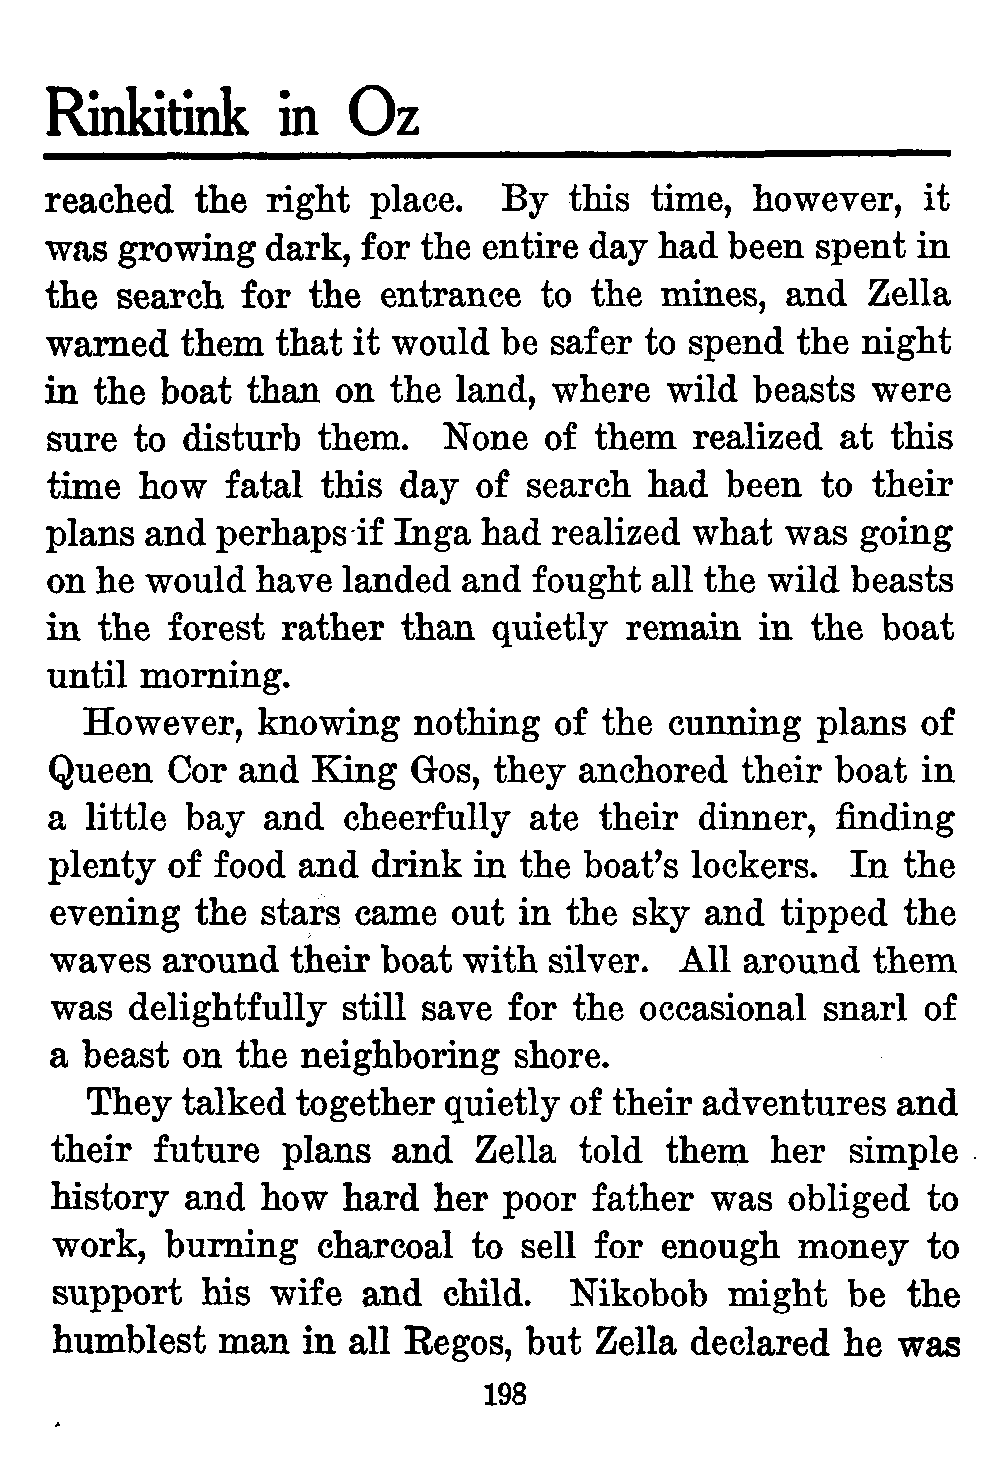 Rinkitink in Oz
reached the right place. By this time, however, it
was growing dark, for the entire day had been spent in
the search for the entrance to the mines, and Zella
warned them that it would be safer to spend the night
in the boat than on the land, where wild beasts were
sure to disturb them. None of them realized at this
time how fatal this day of search had been to their
plans and perhaps if Inga had realized what was going
on he would have landed and fought all the wild beasts
in the forest rather than quietly remain in the boat
until morning.
However, knowing nothing of the cunning plans of
Queen Cor and King Gos, they anchored their boat in
a little bay and cheerfully ate their dinner, finding
plenty of food and drink in the boat's lockers. In the
evening the stars came out in the sky and tipped the
waves around their boat with silver. All around them
was delightfully still save for the occasional snarl of
a beast on the neighboring shore.
They talked together quietly of their adventures and
their future plans and Zella told them her simple
history and how hard her poor father was obliged to
work, burning charcoal to sell for enough money to
support his wife and child. Nikobob might be the
humblest man in all Regos, but Zella declared he was
198